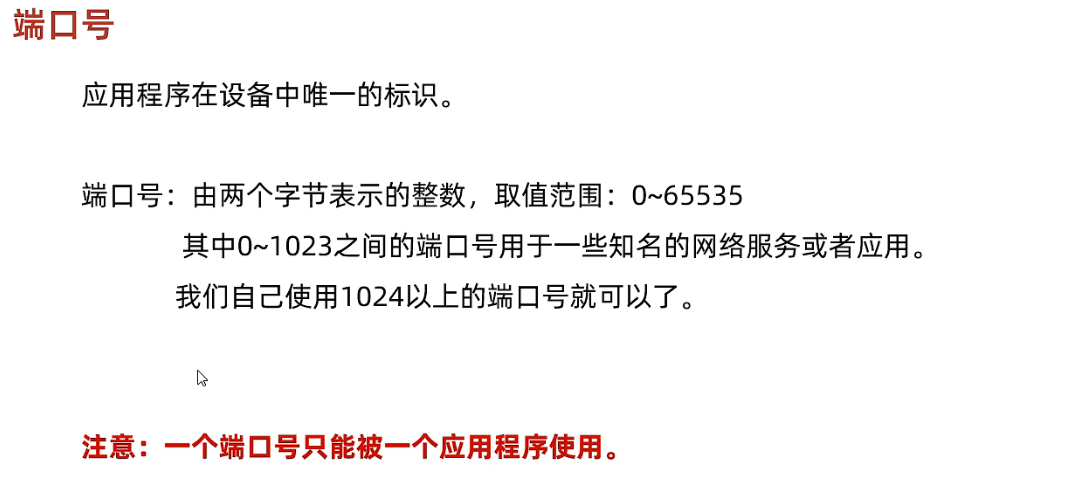 端口号
应用程序在设备中唯一的标识。
端口号：由两个字节表示的整数，取值范围：0~65535
其中0~1023之间的端口号用于一些知名的网络服务或者应用。
我们自己使用1024以上的端口号就可以了。
注意：一个端口号只能被一个应用程序使用。